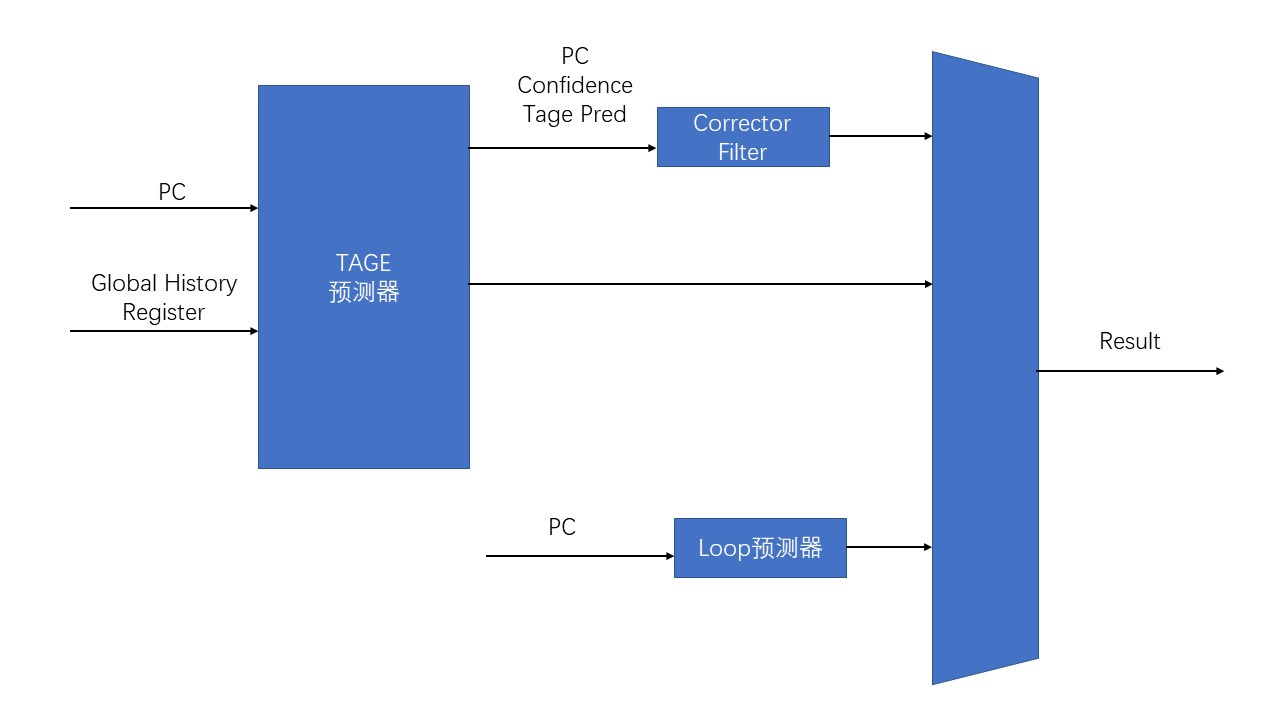 PC
Confidence
Tage Pred
Corrector
Filter
PC
Global History
Register
TAGE
预测器
Result
PC
Loop预测器